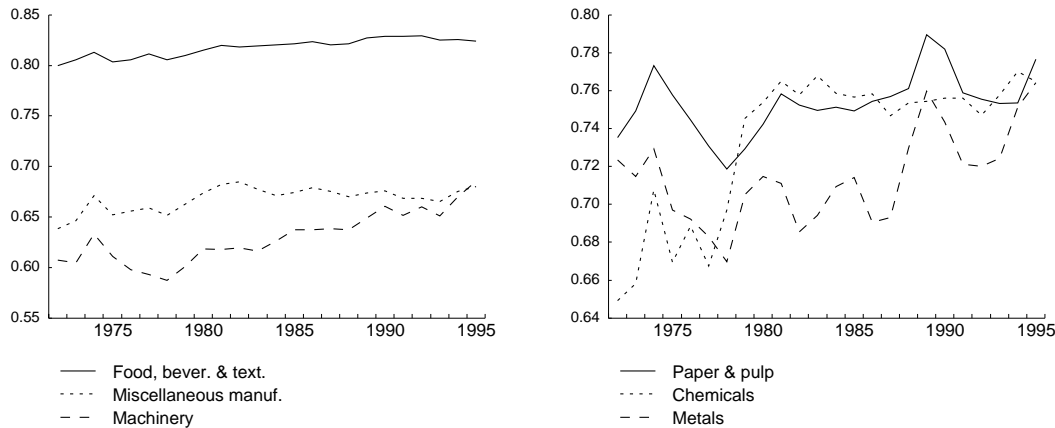 0.85
0.80
0.75
0.70
0.65
0.60
0.55
1975 1980 1985 1990 1995
Food, bever. & text.
Miscellaneous manuf.
Machinery
0.80
0.78
0.76
0.74
0.72
0.70
0.68
0.66
0.64
1975 1980 1985 1990 1995
Paper & pulp
Chemicals
Metals